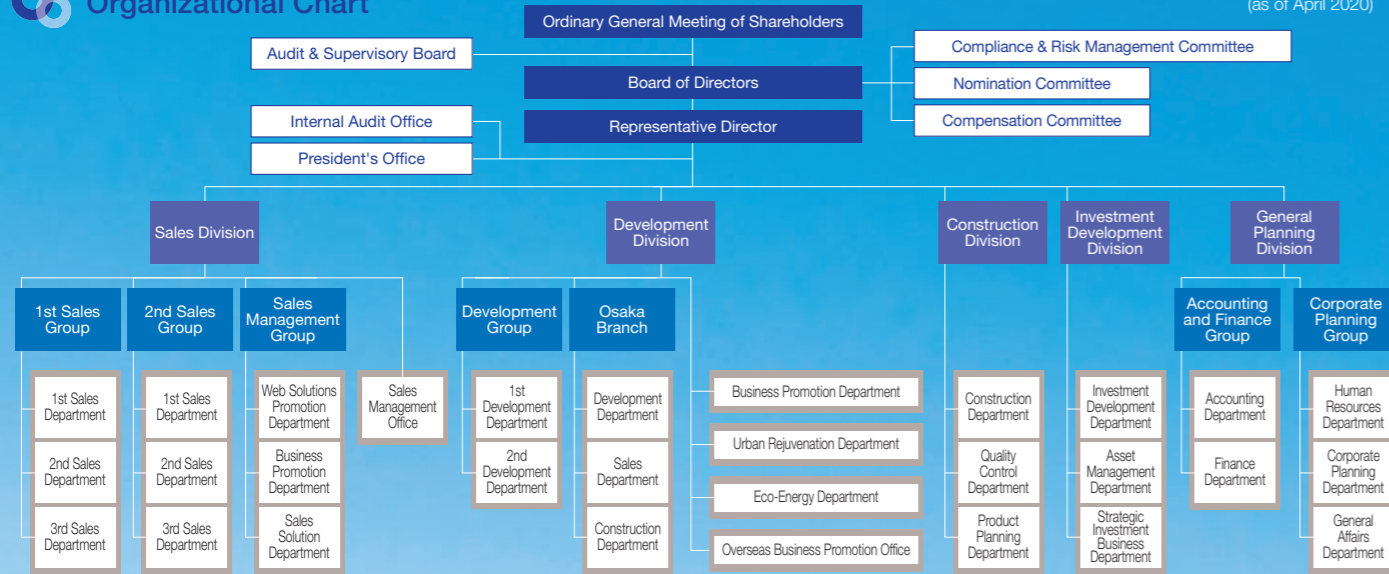 Organizational Chart
(as of April 2020)
Ordinary General Meeting of Shareholders
Audit & Supervisory Board
Compliance & Risk Management Committee
Board of Directors
Nomination Committee
Internal Audit Office
Representative Director
Compensation Committee
President's Office
Sales Division
Development
Division
Construction
Division
Investment
Development
Division
General
Planning
Division
1st Sales
Group
2nd Sales
Group
Sales
Management
Group
Development
Group
Osaka
Branch
Accounting
and Finance
Group
Corporate
Planning
Group
1st Sales
Department
2nd Sales
Department
3rd Sales
Department
1st Sales
Department
2nd Sales
Department
3rd Sales
Department
Web Solutions
Promotion
Department
Business
Promotion
Department
Sales
Solution
Department
Sales
Management
Office
1st
Development
Department
2nd
Development
Department
Development
Department
Sales
Department
Construction
Department
Business Promotion Department
Urban Rejuvenation Department
Eco-Energy Department
Overseas Business Promotion Office
Construction
Department
Quality
Control
Department
Product
Planning
Department
Investment
Development
Department
Asset
Management
Department
Strategic
Investment
Business
Department
Accounting
Department
Finance
Department
Human
Resources
Department
Corporate
Planning
Department
General
Affairs
Department